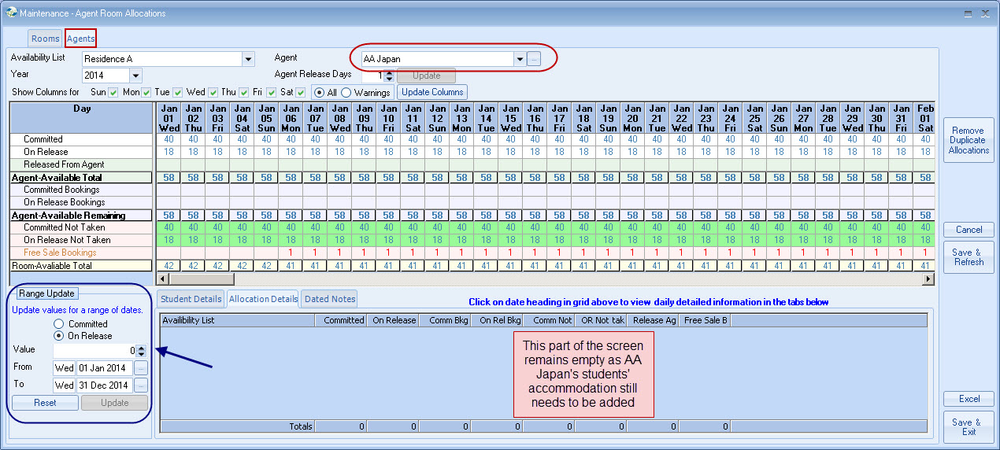 Maintenance - Agent Room Allocations
Rooms Agents
Availability List Residence A Agent AA Japan ...
Year 2014 Agent Release Days 1 Update
Show Columns for Sun Mon Tue Wed Thu Fri Sat All Warnings Update Columns
Day
Jan Jan Jan Jan Jan Jan Jan Jan Jan Jan Jan Jan Jan Jan Jan Jan Jan Jan Jan Jan Jan Jan Jan Jan Jan Jan Jan Jan Jan Jan Jan Feb
01 02 03 04 05 06 07 08 09 10 11 12 13 14 15 16 17 18 19 20 21 22 23 24 25 26 27 28 29 30 31 01
Wed Thu Fri Sat Sun Mon Tue Wed Thu Fri Sat Sun Mon Tue Wed Thu Fri Sat Sun Mon Tue Wed Thu Fri Sat Sun Mon Tue Wed Thu Fri Sat
Committed 40 40 40 40 40 40 40 40 40 40 40 40 40 40 40 40 40 40 40 40 40 40 40 40 40 40 40 40 40 40 40 40
On Release 18 18 18 18 18 18 18 18 18 18 18 18 18 18 18 18 18 18 18 18 18 18 18 18 18 18 18 18 18 18 18 18
Released From Agent
Agent-Available Total 58 58 58 58 58 58 58 58 58 58 58 58 58 58 58 58 58 58 58 58 58 58 58 58 58 58 58 58 58 58 58 58
Committed Bookings
On Release Bookings
Agent-Available Remaining 58 58 58 58 58 58 58 58 58 58 58 58 58 58 58 58 58 58 58 58 58 58 58 58 58 58 58 58 58 58 58 58
Committed Not Taken 40 40 40 40 40 40 40 40 40 40 40 40 40 40 40 40 40 40 40 40 40 40 40 40 40 40 40 40 40 40 40 40
On Release Not Taken 18 18 18 18 18 18 18 18 18 18 18 18 18 18 18 18 18 18 18 18 18 18 18 18 18 18 18 18 18 18 18 18
Free Sale Bookings 1 1 1 1 1 1 1 1 1 1 1 1 1 1 1 1 1 1 1 1 1 1 1 1 1 1 1
Room-Avaliable Total 42 42 42 42 42 41 41 41 41 41 41 41 41 41 41 41 41 41 41 41 41 41 41 41 41 41 41 41 41 41 41 41
Remove
Duplicate
Allocations
Cancel
Save &
Refresh
Excel
Save &
Exit
Range Update
Update values for a range of dates.
Committed
On Release
Value 0
From Wed 01 Jan 2014 ...
To Wed 31 Dec 2014 ...
Reset Update
Student Details Allocation Details Dated Notes Click on date heading in grid above to view daily detailed information in the tabs below
Availibility List Committed On Release Comm Bkg On Rel Bkg Comm Not OR Not tak Release Ag Free Sale B
This part of the screen
remains empty as AA
Japan's students'
accommodation still
needs to be added
Totals 0 0 0 0 0 0 0 0